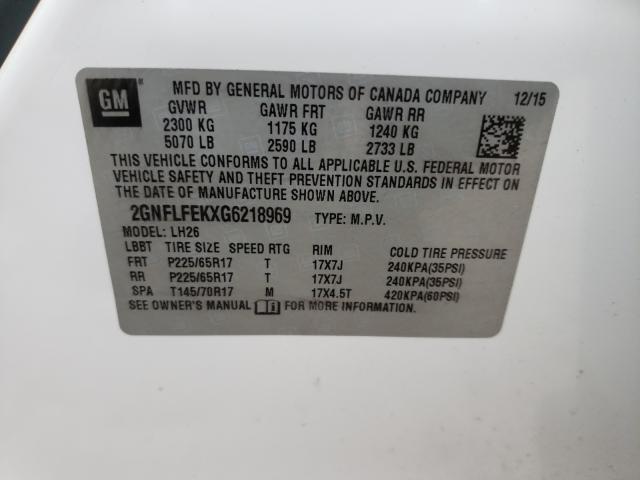 GM MFD BY GENERAL MOTORS OF CANADA COMPANY 12/15
GVWR GAWR FRT GAWR RR
2300 KG 1175 KG 1240 KG
5070 LB 2590 LB 2733 LB
THIS VEHICLE CONFORMS TO ALL APPLICABLE U.S. FEDERAL MOTOR
VEHICLE SAFETY AND THEFT PREVENTION STANDARDS IN EFFECT ON
THE DATE OF MANUFACTURE SHOWN ABOVE.
2GNFLFEKXG6218969 TYPE: M.P.V.
MODEL: LH26
LBBT TIRE SIZE SPEED RTG RIM COLD TIRE PRESSURE
FRT P225/65R17 T 17X7J 240KPA(35PSI)
RR P225/65R17 T 17X7J 240KPA(35PSI)
SPA T145/70R17 M 17X4.5T 420KPA(60PSI)
SEE OWNER'S MANUAL FOR MORE INFORMATION.